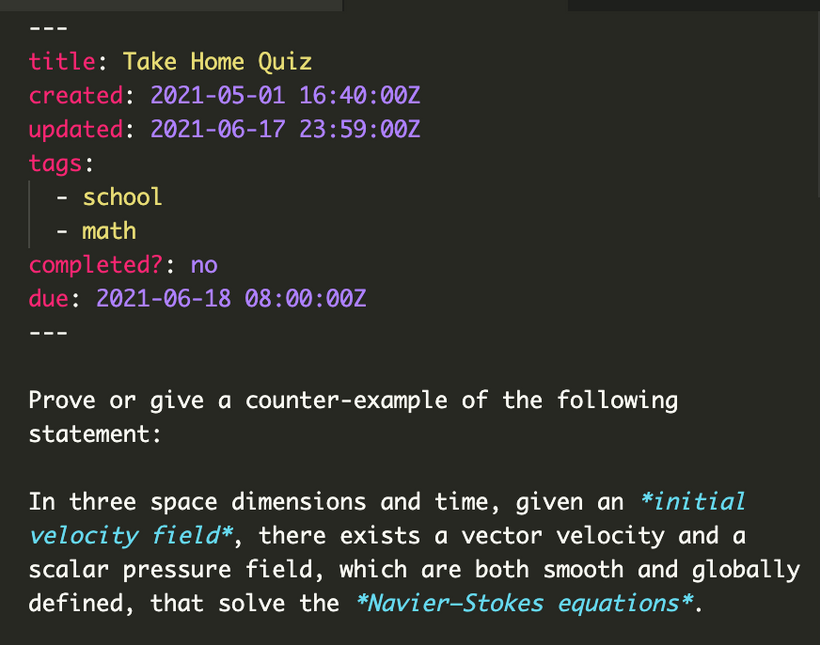 ---
title: Take Home Quiz
created: 2021-05-01 16:40:00Z
updated: 2021-06-17 23:59:00Z
tags:
  - school
  - math
completed?: no
due: 2021-06-18 08:00:00Z
---
Prove or give a counter-example of the following
statement:
In three space dimensions and time, given an *initial
velocity field*, there exists a vector velocity and a
scalar pressure field, which are both smooth and globally
defined, that solve the *Navier–Stokes equations*.